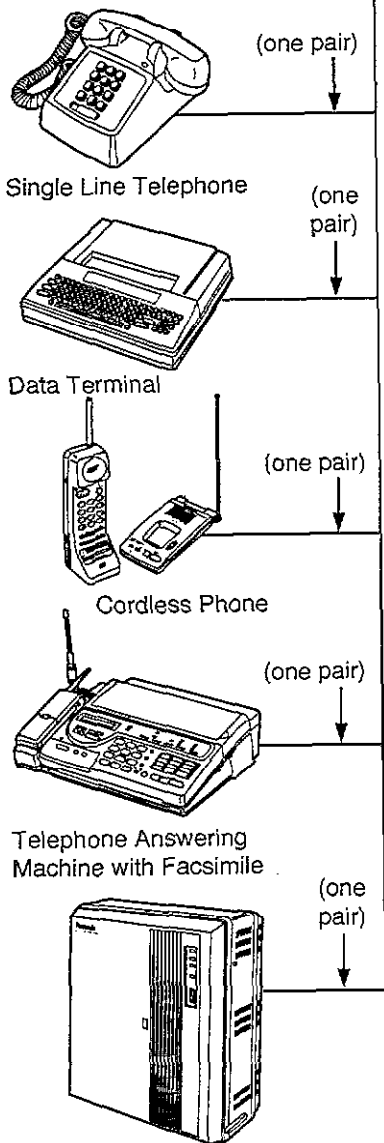 (one pair)
Single Line Telephone
(one
pair)
Data Terminal
(one pair)
Cordless Phone
(one pair)
Telephone Answering
Machine with Facsimile
(one
pair)
Panasonic